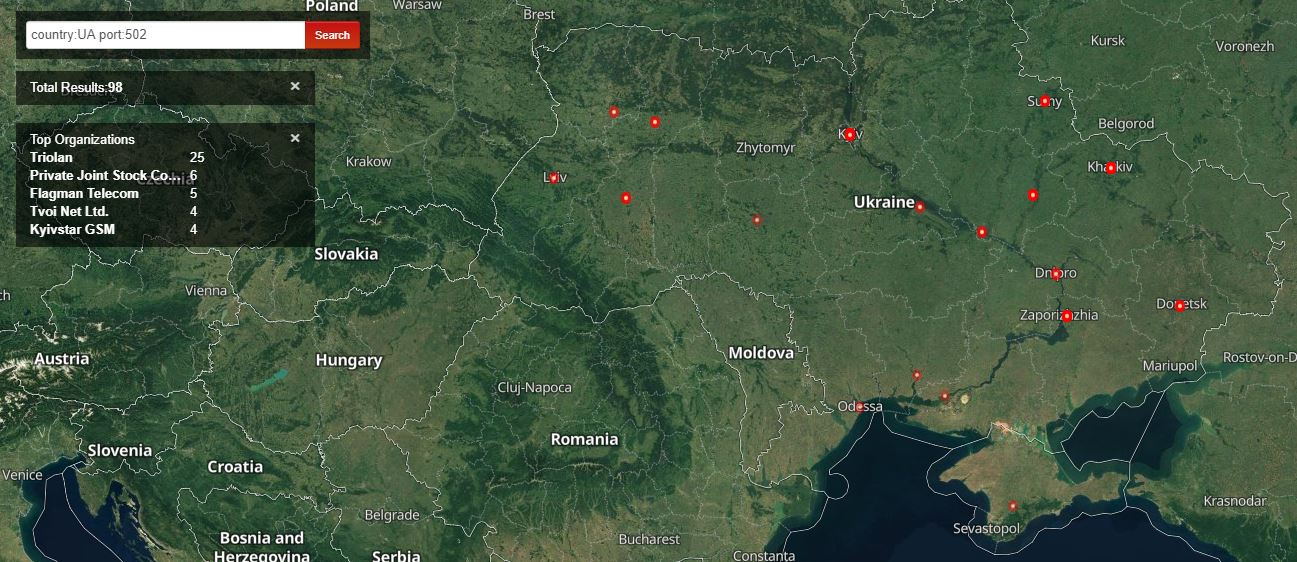 Poland
Warsaw
Brest
Kursk
Voronezh
country:UA port:502
Search
Total Results:98
×
Top Organizations
×
Triolan 25
Private Joint Stock Co... 6
Flagman Telecom 5
Tvoi Net Ltd. 4
Kyivstar GSM 4
Czechia
Krakow
Lviv
Zhytomyr
Kyiv
Sumy
Belgorod
Kharkiv
Ukraine
Slovakia
Vienna
Dnipro
Donetsk
Zaporizhzhia
Austria
Hungary
Moldova
Mariupol
Rostov-on-D
Cluj-Napoca
Odessa
Slovenia
Romania
Croatia
Venice
Krasnodar
Belgrade
Sevastopol
Bosnia and
Herzegovina
Bucharest
Serbia
Constanta